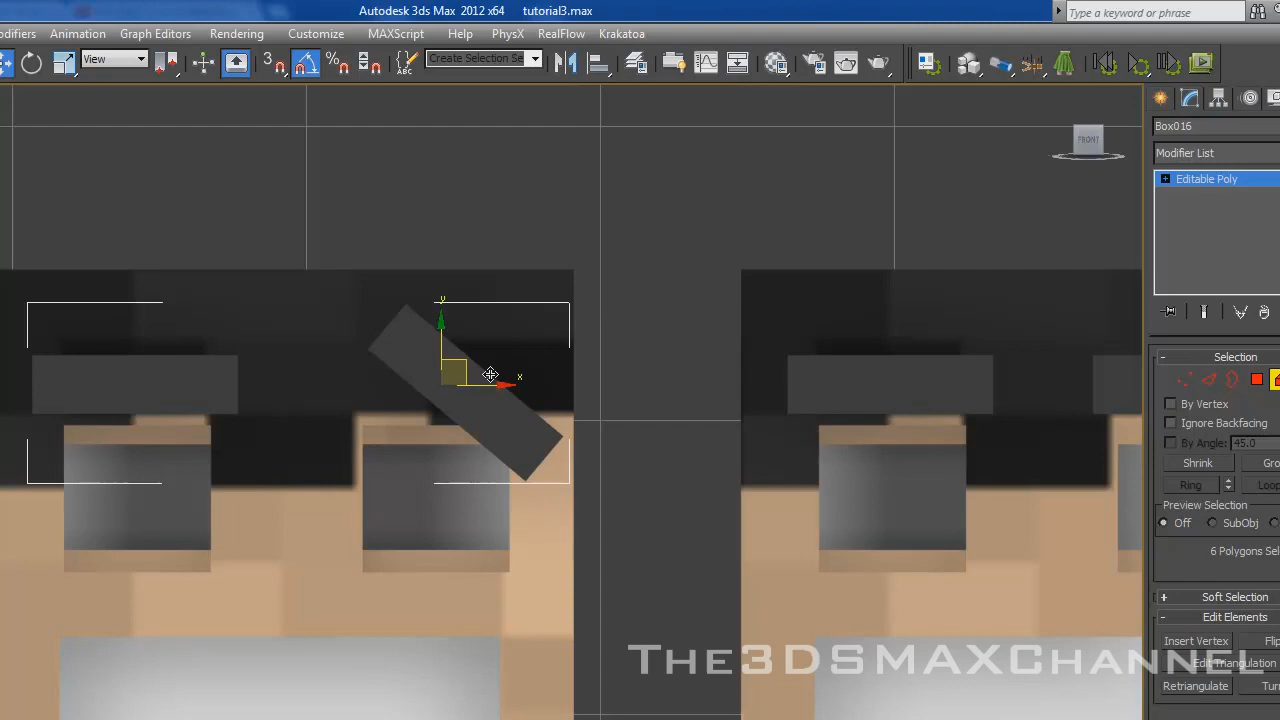 Autodesk 3ds Max 2012 x64 tutorial3.max
Type a keyword or phrase
odifiers Animation Graph Editors Rendering Customize MAXScript Help PhysX RealFlow Krakatoa
View
Create Selection Se
3
%
ABC
FRONT
Box016
Modifier List
Editable Poly
y
x
Selection
By Vertex
Ignore Backfacing
By Angle: 45.0
Shrink Gro
Ring Loop
Preview Selection
Off SubObj
6 Polygons Sel
Soft Selection
Edit Elements
Insert Vertex Flip
Edit Triangulation
Retriangulate Turn
The3DSMaxChannel